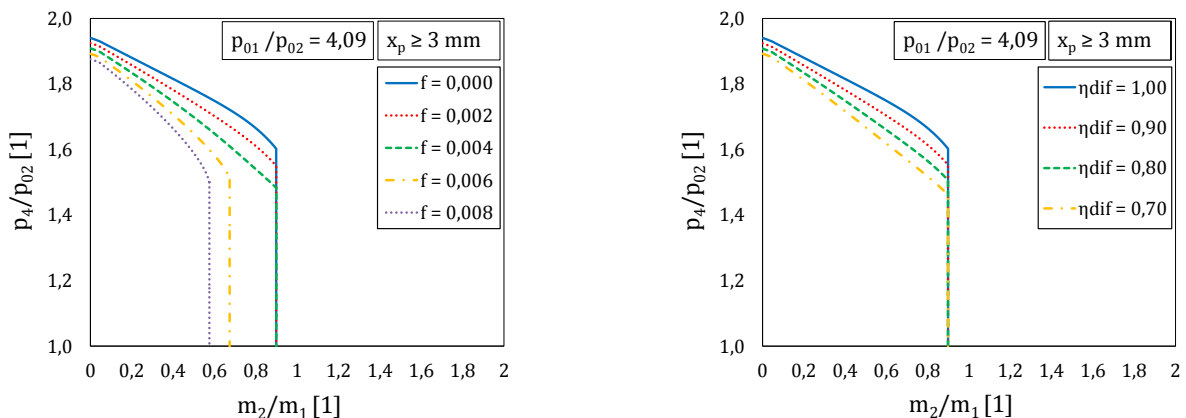 p01 /p02 = 4,09
xp ≥ 3 mm
f = 0,000
f = 0,002
f = 0,004
f = 0,006
f = 0,008
2,0
1,8
1,6
1,4
1,2
1,0
p4/p02 [1]
0 0,2 0,4 0,6 0,8 1 1,2 1,4 1,6 1,8 2
m2/m1 [1]
p01 /p02 = 4,09
xp ≥ 3 mm
ηdif = 1,00
ηdif = 0,90
ηdif = 0,80
ηdif = 0,70
2,0
1,8
1,6
1,4
1,2
1,0
p4/p02 [1]
0 0,2 0,4 0,6 0,8 1 1,2 1,4 1,6 1,8 2
m2/m1 [1]